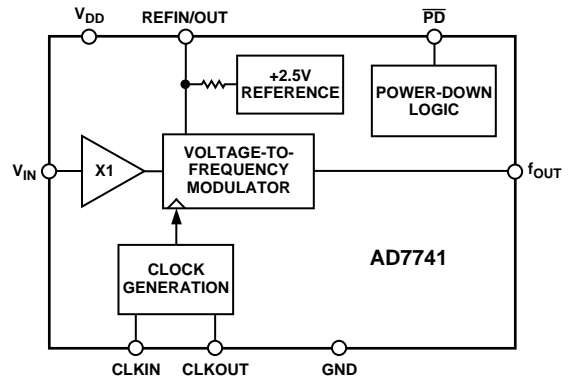 VDD
REFIN/OUT
PD
+2.5V
REFERENCE
POWER-DOWN
LOGIC
VOLTAGE-TO-
FREQUENCY
MODULATOR
X1
VIN
fOUT
CLOCK
GENERATION
AD7741
CLKIN
CLKOUT
GND